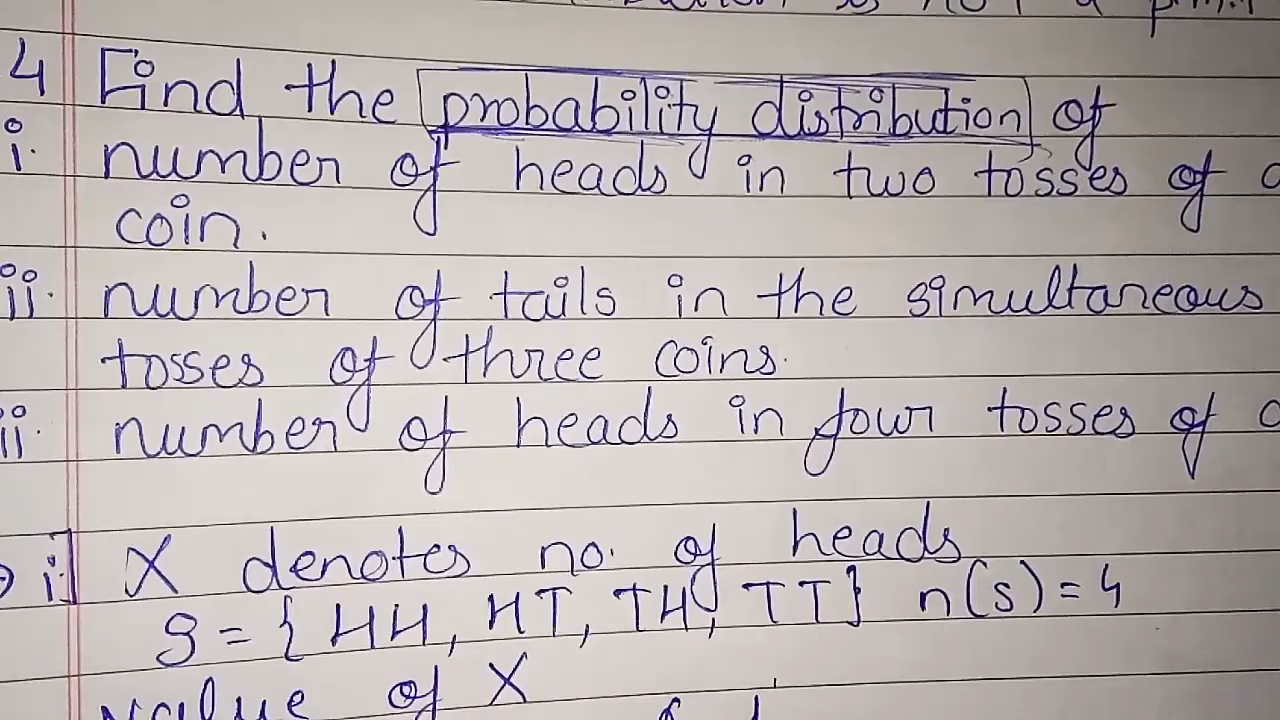 4 Find the probability distribution of
i. number of heads in two tosses of a
coin.
ii. number of tails in the simultaneous
tosses of three coins.
ii. number of heads in four tosses of a
i] X denotes no. of heads
S = { HH, HT, TH, TT} n(s) = 4
value of X